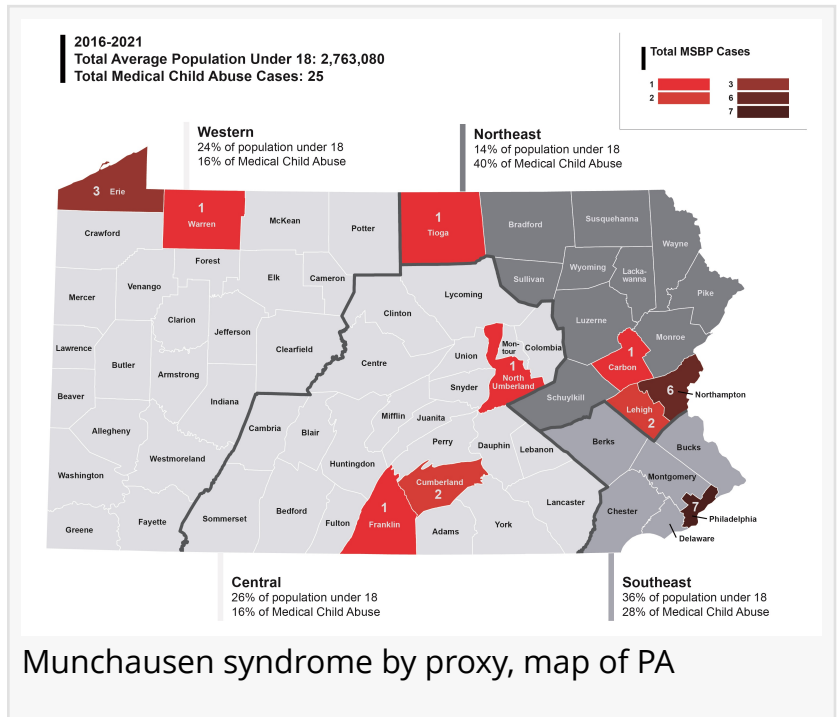 2016-2021
Total Average Population Under 18: 2,763,080
Total Medical Child Abuse Cases: 25
Total MSBP Cases
1
2
3
6
7
Western
24% of population under 18
16% of Medical Child Abuse
Northeast
14% of population under 18
40% of Medical Child Abuse
3 Erie
1
Warren
McKean
Potter
1
Tioga
Bradford
Susquehanna
Wayne
Crawford
Forest
Elk
Cameron
Sullivan
Wyoming
Lacka-
wanna
Pike
Mercer
Venango
Clarion
Jefferson
Clearfield
Clinton
Lycoming
Luzerne
Monroe
Lawrence
Butler
Armstrong
Centre
Union
Mon-
tour
Colombia
1
Carbon
Beaver
Indiana
Snyder
1
North
Umberland
Schuylkill
6
Northampton
Lehigh
2
Allegheny
Westmoreland
Cambria
Blair
Mifflin
Juanita
Perry
Dauphin
Lebanon
Berks
Bucks
Washington
Huntingdon
Cumberland
2
Montgomery
Greene
Fayette
Sommerset
Bedford
Fulton
1
Franklin
Adams
York
Lancaster
Chester
7
Philadelphia
Delaware
Central
26% of population under 18
16% of Medical Child Abuse
Southeast
36% of population under 18
28% of Medical Child Abuse
Munchausen syndrome by proxy, map of PA